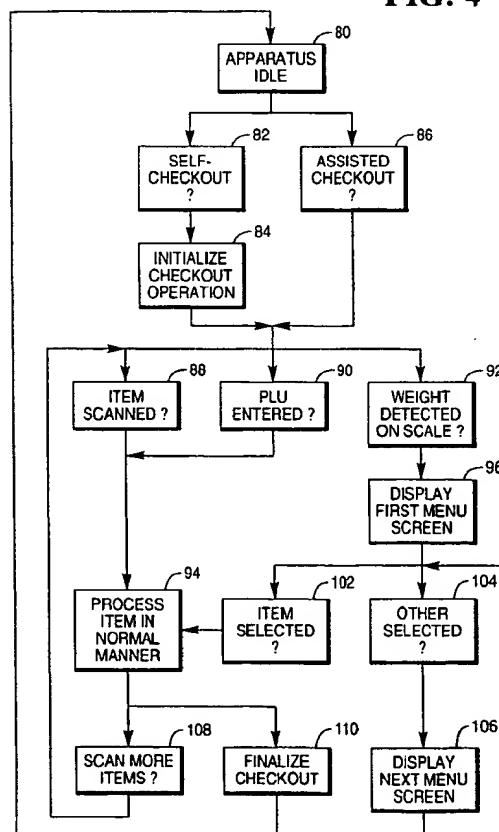 FIG. 4
80
APPARATUS
IDLE
82
SELF-
CHECKOUT
?
86
ASSISTED
CHECKOUT
?
84
INITIALIZE
CHECKOUT
OPERATION
88
ITEM
SCANNED ?
90
PLU
ENTERED ?
92
WEIGHT
DETECTED
ON SCALE ?
96
DISPLAY
FIRST MENU
SCREEN
94
PROCESS
ITEM IN
NORMAL
MANNER
102
ITEM
SELECTED
?
104
OTHER
SELECTED
?
108
SCAN MORE
ITEMS ?
110
FINALIZE
CHECKOUT
106
DISPLAY
NEXT MENU
SCREEN